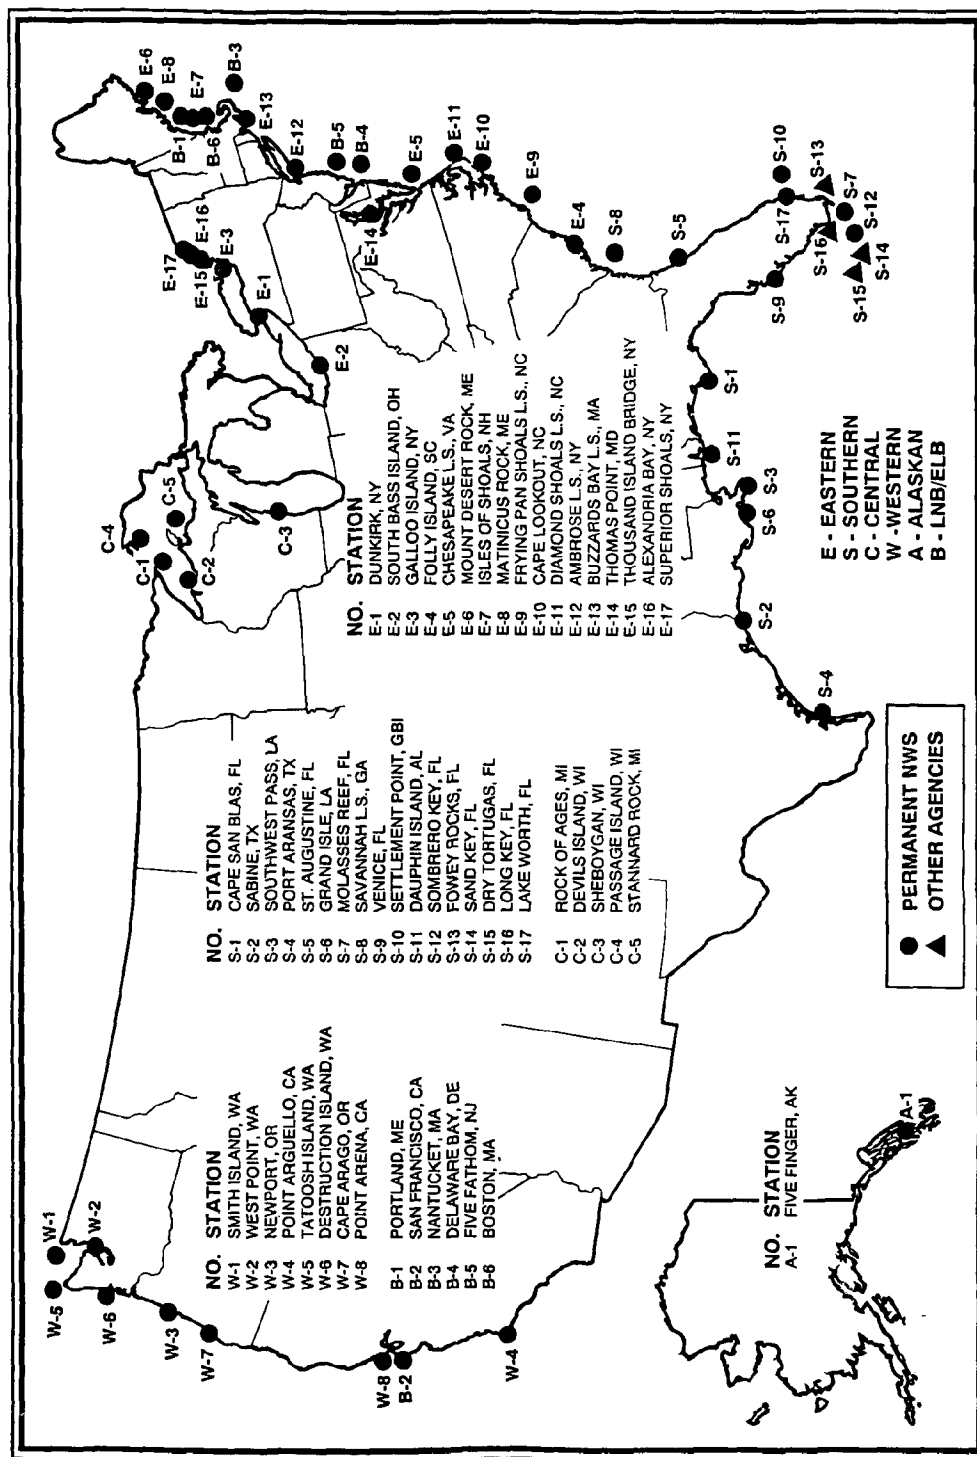 W-5
W-1
W-2
W-6
W-3
W-7
W-8
B-2
W-4
C-4
C-1
C-5
C-2
C-3
E-17
E-16
E-15
E-3
E-1
E-2
E-6
E-8
E-7
B-1
B-3
B-6
E-13
E-12
B-5
B-4
E-5
E-14
E-11
E-10
E-9
E-4
S-8
S-5
S-10
S-17
S-13
S-7
S-12
S-16
S-14
S-15
S-9
S-1
S-11
S-3
S-6
S-2
S-4
A-1
NO. STATION
W-1 SMITH ISLAND, WA
W-2 WEST POINT, WA
W-3 NEWPORT, OR
W-4 POINT ARGUELLO, CA
W-5 TATOOSH ISLAND, WA
W-6 DESTRUCTION ISLAND, WA
W-7 CAPE ARAGO, OR
W-8 POINT ARENA, CA
B-1 PORTLAND, ME
B-2 SAN FRANCISCO, CA
B-3 NANTUCKET, MA
B-4 DELAWARE BAY, DE
B-5 FIVE FATHOM, NJ
B-6 BOSTON, MA
NO. STATION
S-1 CAPE SAN BLAS, FL
S-2 SABINE, TX
S-3 SOUTHWEST PASS, LA
S-4 PORT ARANSAS, TX
S-5 ST. AUGUSTINE, FL
S-6 GRAND ISLE, LA
S-7 MOLASSES REEF, FL
S-8 SAVANNAH L.S., GA
S-9 VENICE, FL
S-10 SETTLEMENT POINT, GBI
S-11 DAUPHIN ISLAND, AL
S-12 SOMBRERO KEY, FL
S-13 FOWEY ROCKS, FL
S-14 SAND KEY, FL
S-15 DRY TORTUGAS, FL
S-16 LONG KEY, FL
S-17 LAKE WORTH, FL
C-1 ROCK OF AGES, MI
C-2 DEVILS ISLAND, WI
C-3 SHEBOYGAN, WI
C-4 PASSAGE ISLAND, WI
C-5 STANNARD ROCK, MI
NO. STATION
E-1 DUNKIRK, NY
E-2 SOUTH BASS ISLAND, OH
E-3 GALLOO ISLAND, NY
E-4 FOLLY ISLAND, SC
E-5 CHESAPEAKE L.S., VA
E-6 MOUNT DESERT ROCK, ME
E-7 ISLES OF SHOALS, NH
E-8 MATINICUS ROCK, ME
E-9 FRYING PAN SHOALS L.S., NC
E-10 CAPE LOOKOUT, NC
E-11 DIAMOND SHOALS L.S., NC
E-12 AMBROSE L.S., NY
E-13 BUZZARDS BAY L.S., MA
E-14 THOMAS POINT, MD
E-15 THOUSAND ISLAND BRIDGE, NY
E-16 ALEXANDRIA BAY, NY
E-17 SUPERIOR SHOALS, NY
NO. STATION
A-1 FIVE FINGER, AK
PERMANENT NWS
OTHER AGENCIES
E - EASTERN
S - SOUTHERN
C - CENTRAL
W - WESTERN
A - ALASKAN
B - LNB/ELB